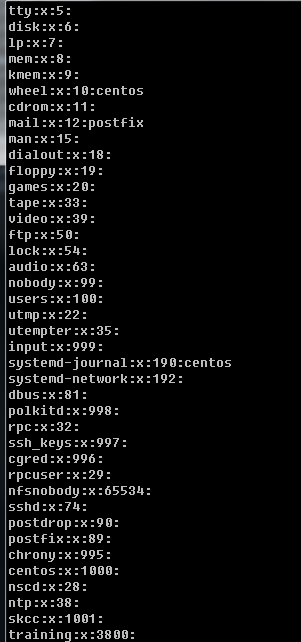 tty:x:5:
disk:x:6:
lp:x:7:
mem:x:8:
kmem:x:9:
wheel:x:10:centos
cdrom:x:11:
mail:x:12:postfix
man:x:15:
dialout:x:18:
floppy:x:19:
games:x:20:
tape:x:33:
video:x:39:
ftp:x:50:
lock:x:54:
audio:x:63:
nobody:x:99:
users:x:100:
utmp:x:22:
utempter:x:35:
input:x:999:
systemd-journal:x:190:centos
systemd-network:x:192:
dbus:x:81:
polkitd:x:998:
rpc:x:32:
ssh_keys:x:997:
cgred:x:996:
rpcuser:x:29:
nfsnobody:x:65534:
sshd:x:74:
postdrop:x:90:
postfix:x:89:
chrony:x:995:
centos:x:1000:
nscd:x:28:
ntp:x:38:
skcc:x:1001:
training:x:3800: